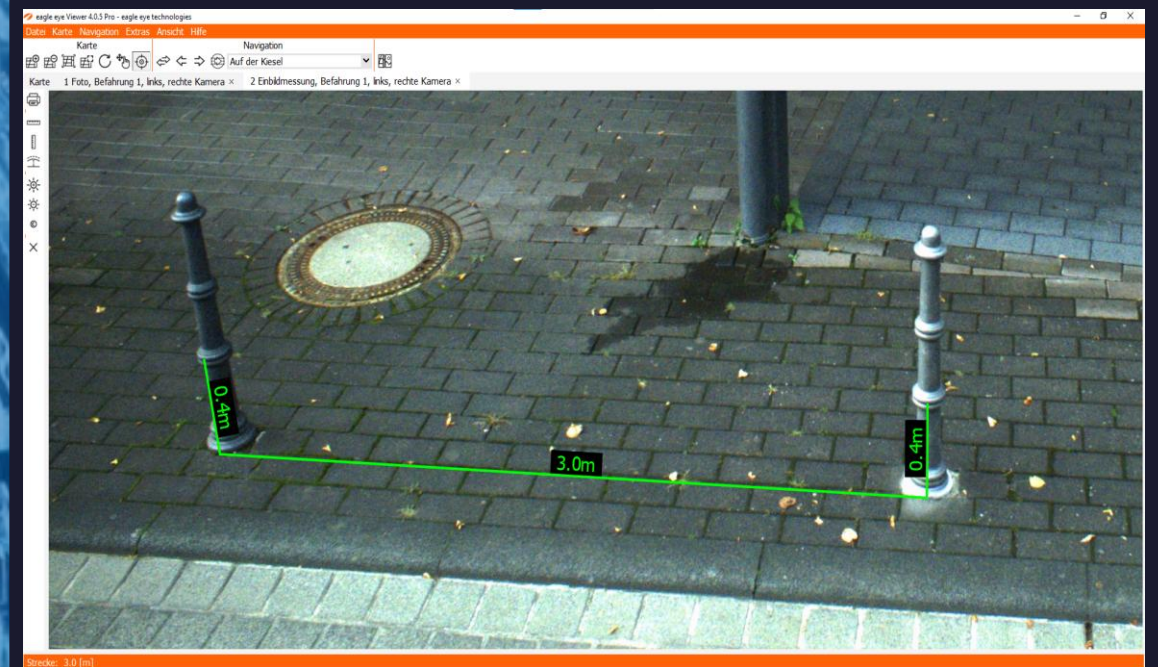 eagle eye Viewer 4.0.5 Pro - eagle eye technologies
Datei Karte Navigation Extras Ansicht Hilfe
Karte
Navigation
Auf der Kiesel
Karte
1 Foto, Befahrung 1, links, rechte Kamera ×
2 Einbildmessung, Befahrung 1, links, rechte Kamera ×
0.4m
3.0m
0.4m
Strecke: 3.0 [m]